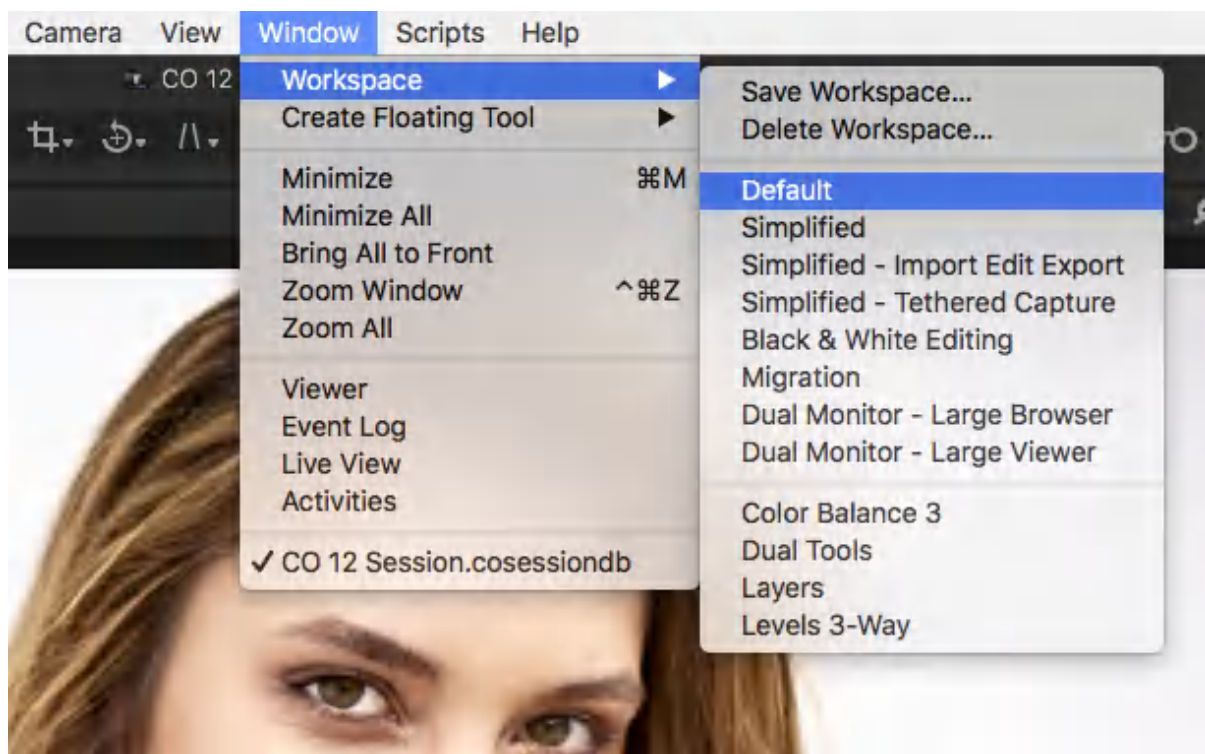 Camera View Window Scripts Help
CO 12
Workspace
Create Floating Tool
Minimize ⌘M
Minimize All
Bring All to Front
Zoom Window ^⌘Z
Zoom All
Viewer
Event Log
Live View
Activities
✓ CO 12 Session.cosessiondb
Save Workspace...
Delete Workspace...
Default
Simplified
Simplified - Import Edit Export
Simplified - Tethered Capture
Black & White Editing
Migration
Dual Monitor - Large Browser
Dual Monitor - Large Viewer
Color Balance 3
Dual Tools
Layers
Levels 3-Way